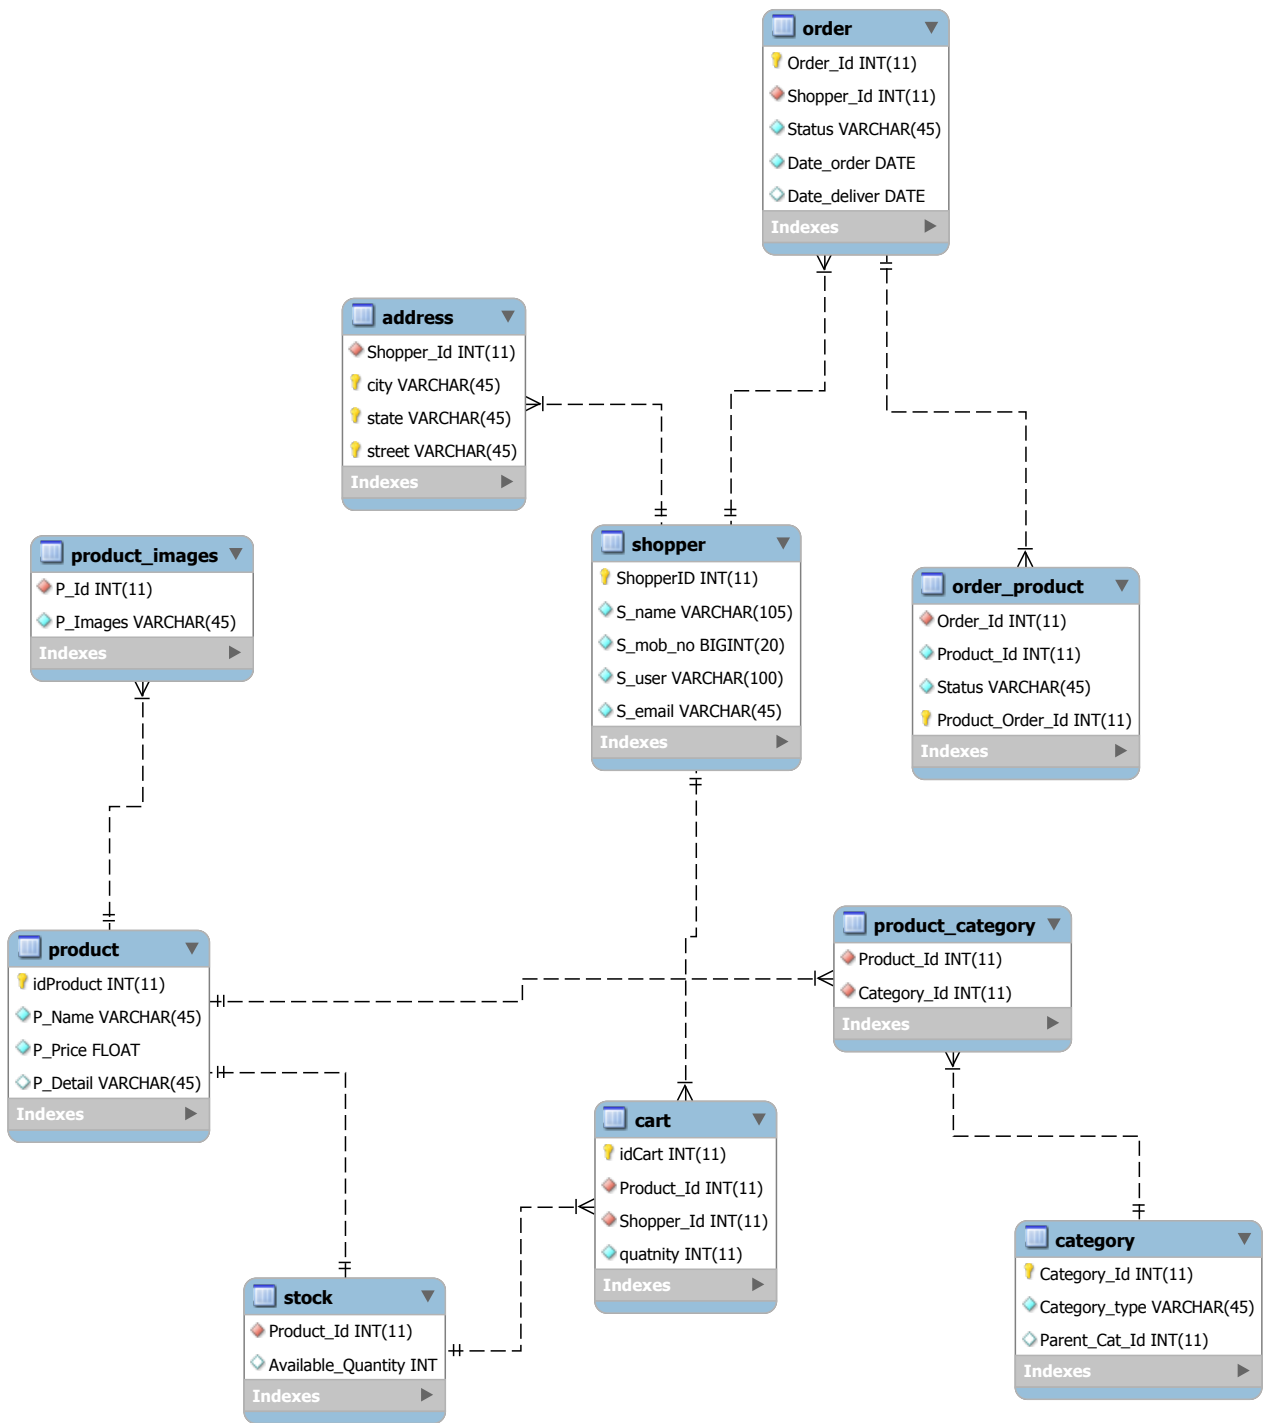 order
Order_Id INT(11)
Shopper_Id INT(11)
Status VARCHAR(45)
Date_order DATE
Date_deliver DATE
Indexes
address
Shopper_Id INT(11)
city VARCHAR(45)
state VARCHAR(45)
street VARCHAR(45)
Indexes
product_images
P_Id INT(11)
P_Images VARCHAR(45)
Indexes
shopper
ShopperID INT(11)
S_name VARCHAR(105)
S_mob_no BIGINT(20)
S_user VARCHAR(100)
S_email VARCHAR(45)
Indexes
order_product
Order_Id INT(11)
Product_Id INT(11)
Status VARCHAR(45)
Product_Order_Id INT(11)
Indexes
product
idProduct INT(11)
P_Name VARCHAR(45)
P_Price FLOAT
P_Detail VARCHAR(45)
Indexes
product_category
Product_Id INT(11)
Category_Id INT(11)
Indexes
cart
idCart INT(11)
Product_Id INT(11)
Shopper_Id INT(11)
quatnity INT(11)
Indexes
category
Category_Id INT(11)
Category_type VARCHAR(45)
Parent_Cat_Id INT(11)
Indexes
stock
Product_Id INT(11)
Available_Quantity INT
Indexes